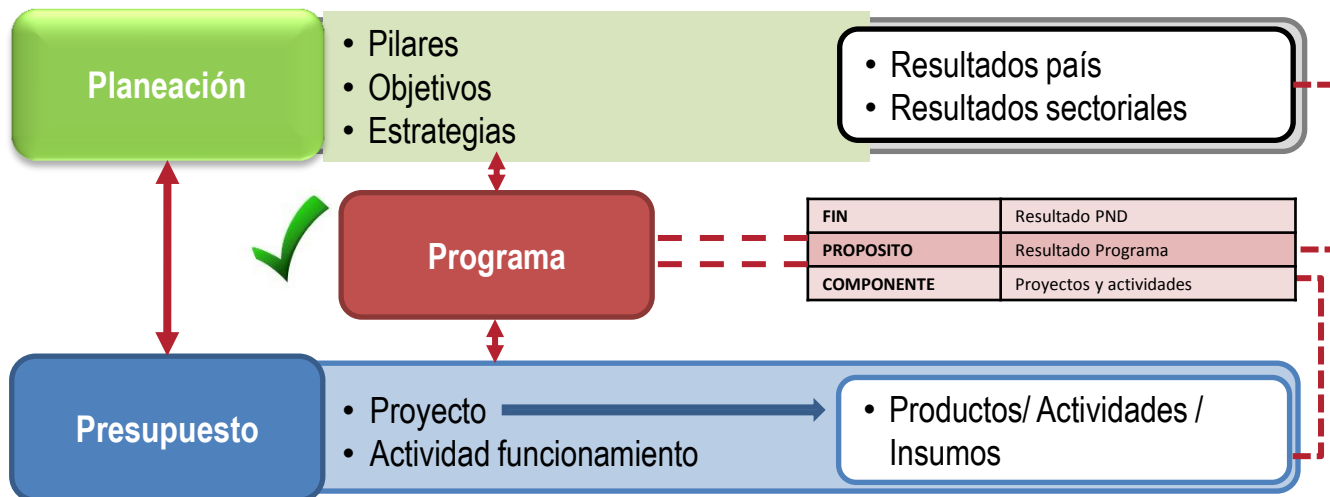 Planeación
• Pilares
• Objetivos
• Estrategias
• Resultados país
• Resultados sectoriales
Programa
FIN Resultado PND
PROPOSITO Resultado Programa
COMPONENTE Proyectos y actividades
Presupuesto
• Proyecto
• Actividad funcionamiento
• Productos/ Actividades /
Insumos